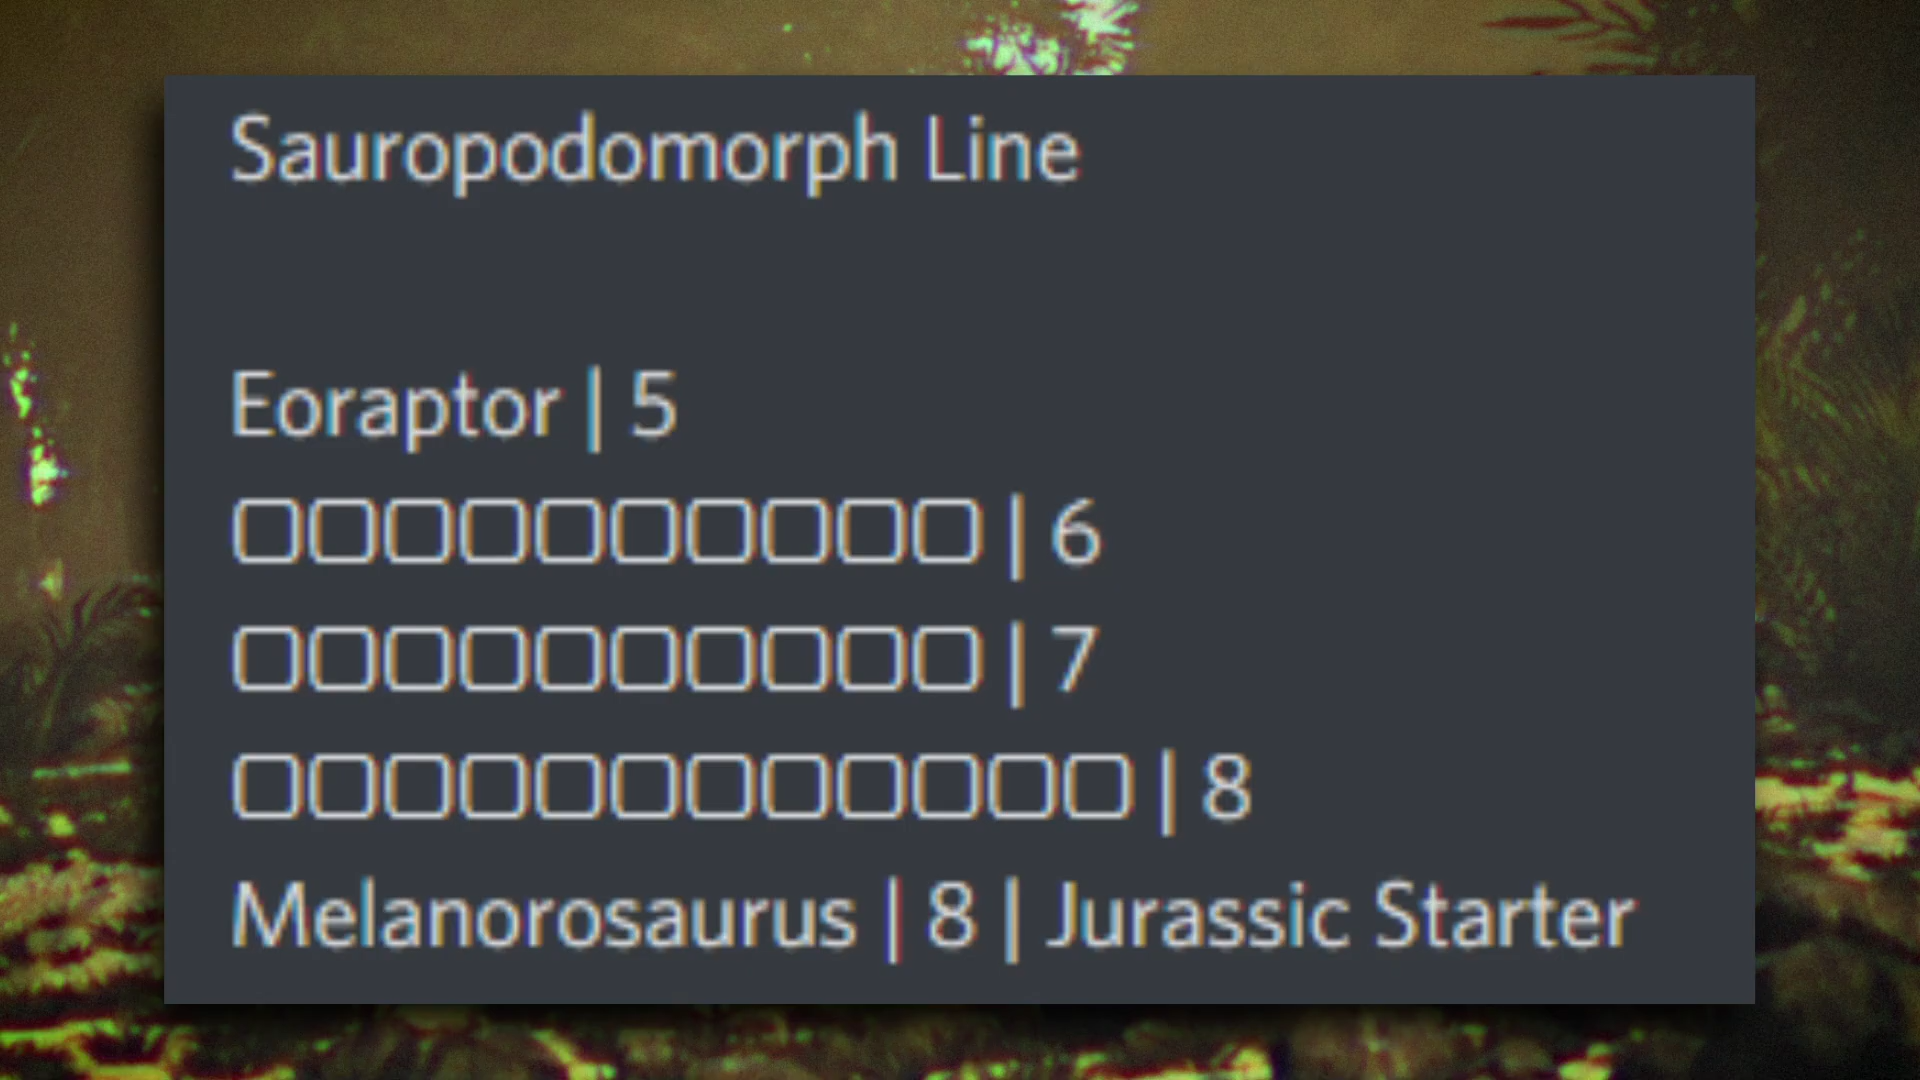 Sauropodomorph Line
Eoraptor | 5
▢▢▢▢▢▢▢▢▢▢ | 6
▢▢▢▢▢▢▢▢▢▢ | 7
▢▢▢▢▢▢▢▢▢▢▢▢ | 8
Melanorosaurus | 8 | Jurassic Starter